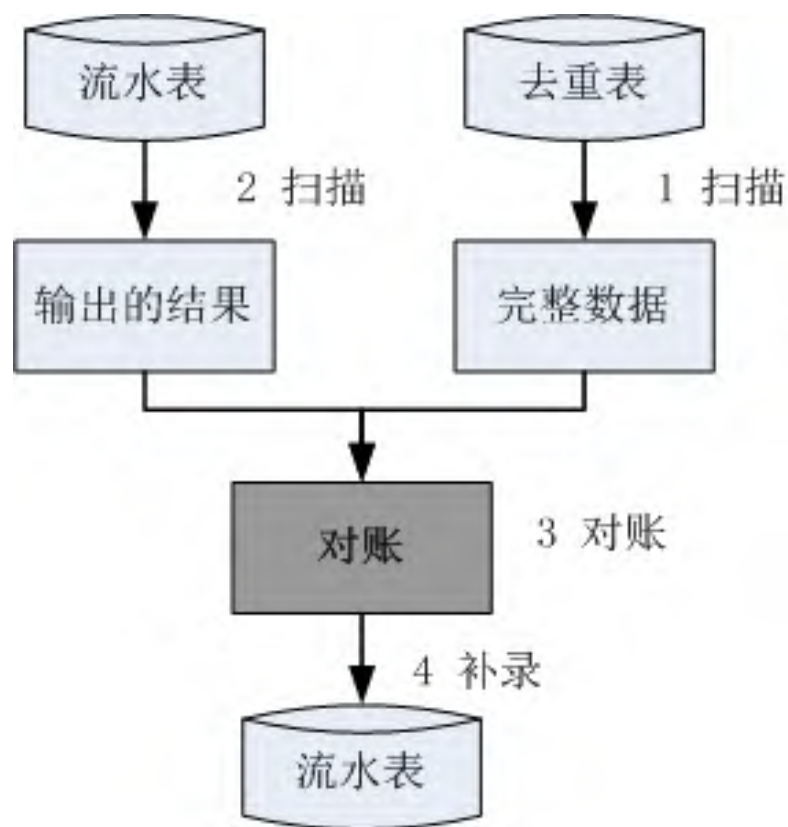 流水表
去重表
2 扫描
1 扫描
输出的结果
完整数据
对账
3 对账
4 补录
流水表